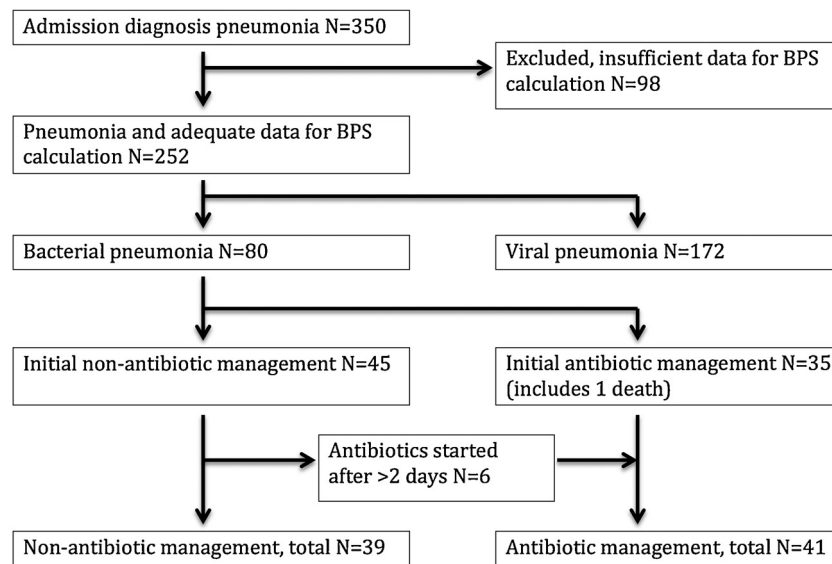 Admission diagnosis pneumonia N=350
Excluded, insufficient data for BPS
calculation N=98
Pneumonia and adequate data for BPS
calculation N=252
Bacterial pneumonia N=80
Viral pneumonia N=172
Initial non-antibiotic management N=45
Initial antibiotic management N=35
(includes 1 death)
Antibiotics started
after >2 days N=6
Non-antibiotic management, total N=39
Antibiotic management, total N=41